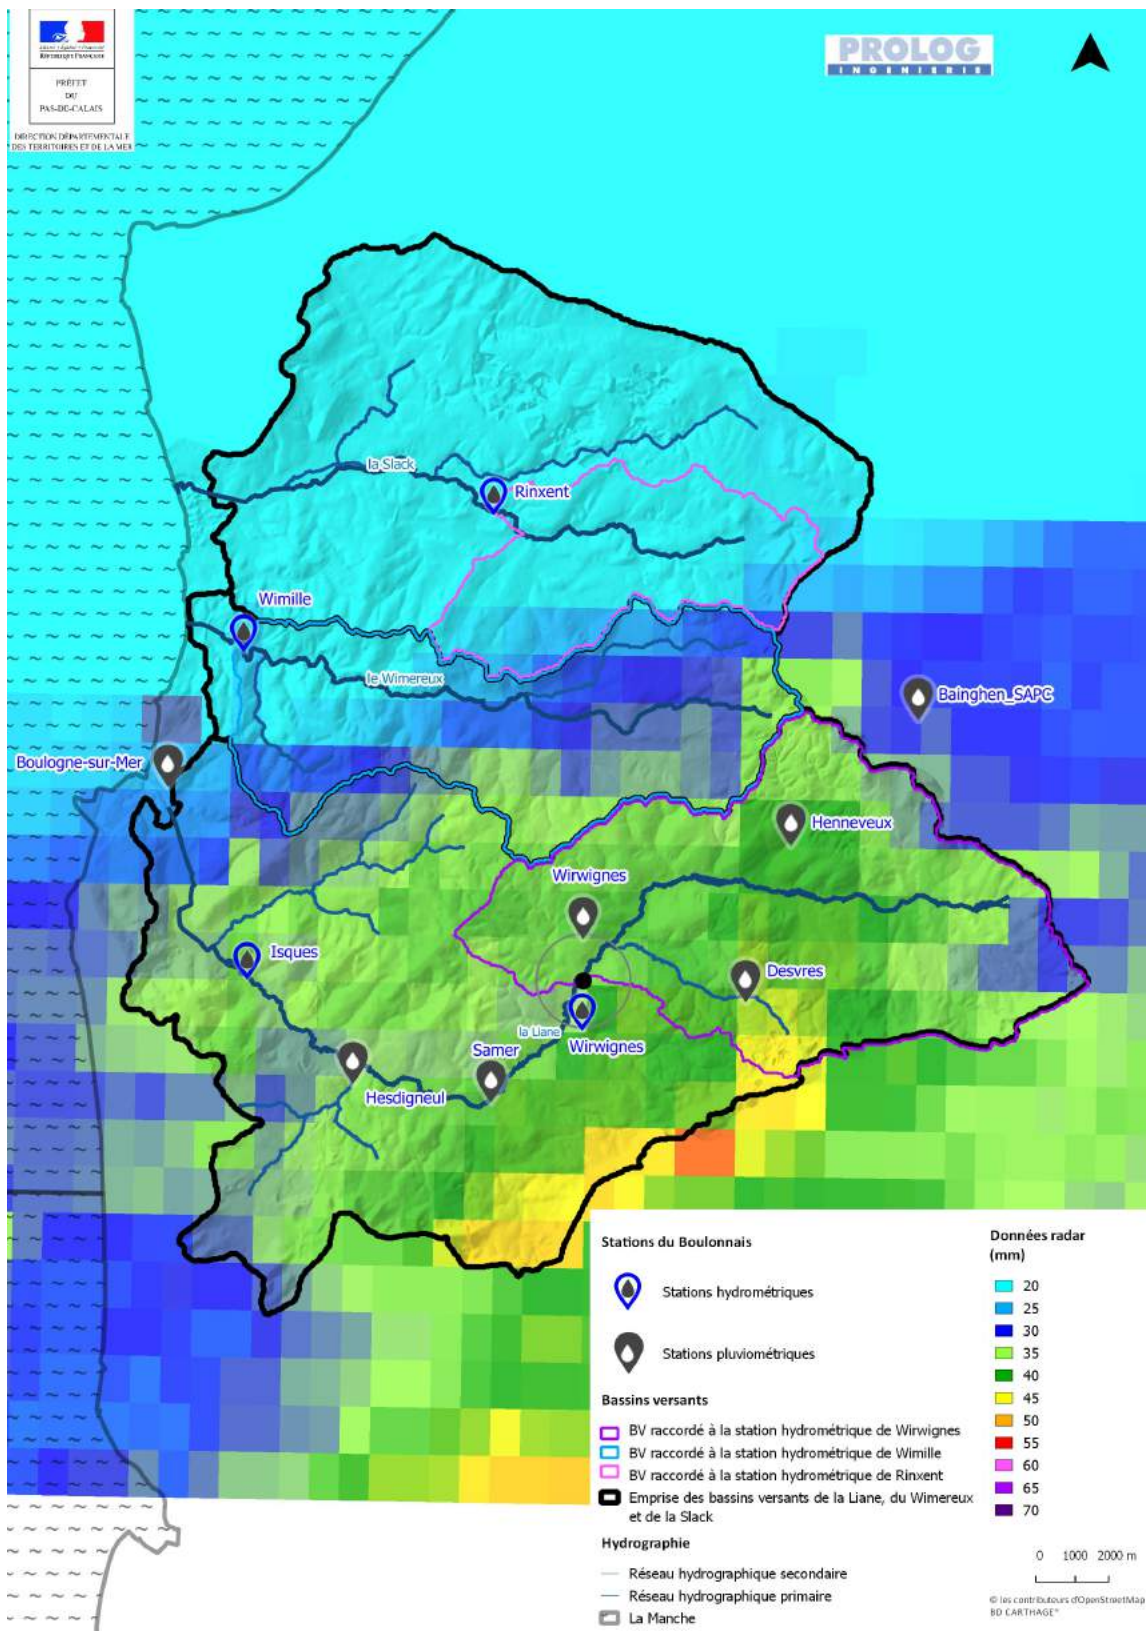 RÉPUBLIQUE FRANÇAISE
PRÉFET
DU
PAS-DE-CALAIS
DIRECTION DÉPARTEMENTALE
DES TERRITOIRES ET DE LA MER
PROLOG
INGENIERIE
la Slack
Rinxent
Wimille
le Wimereux
Bainghen_SAPC
Boulogne-sur-Mer
Henneveux
Wirwignes
Isques
Desvres
la Liane
Wirwignes
Samer
Hesdigneul
Stations du Boulonnais
Stations hydrométriques
Stations pluviométriques
Bassins versants
BV raccordé à la station hydrométrique de Wirwignes
BV raccordé à la station hydrométrique de Wimille
BV raccordé à la station hydrométrique de Rinxent
Emprise des bassins versants de la Liane, du Wimereux
et de la Slack
Hydrographie
Réseau hydrographique secondaire
Réseau hydrographique primaire
La Manche
Données radar
(mm)
20
25
30
35
40
45
50
55
60
65
70
0 1000 2000 m
© les contributeurs d'OpenStreetMap
BD CARTHAGE®